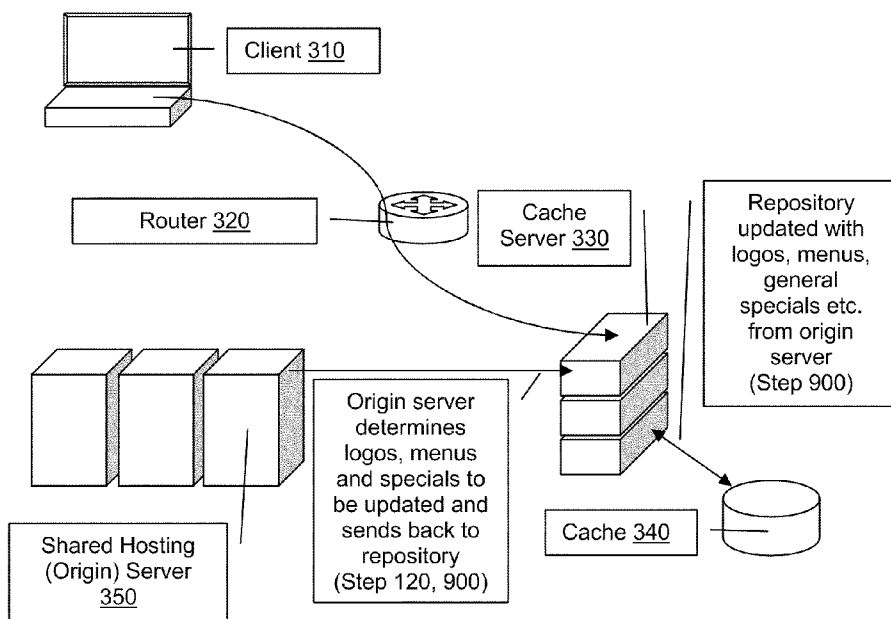 Client 310
Router 320
Cache
Server 330
Repository
updated with
logos, menus,
general
specials etc.
from origin
server
(Step 900)
Origin server
determines
logos, menus
and specials to
be updated and
sends back to
repository
(Step 120, 900)
Shared Hosting
(Origin) Server
350
Cache 340